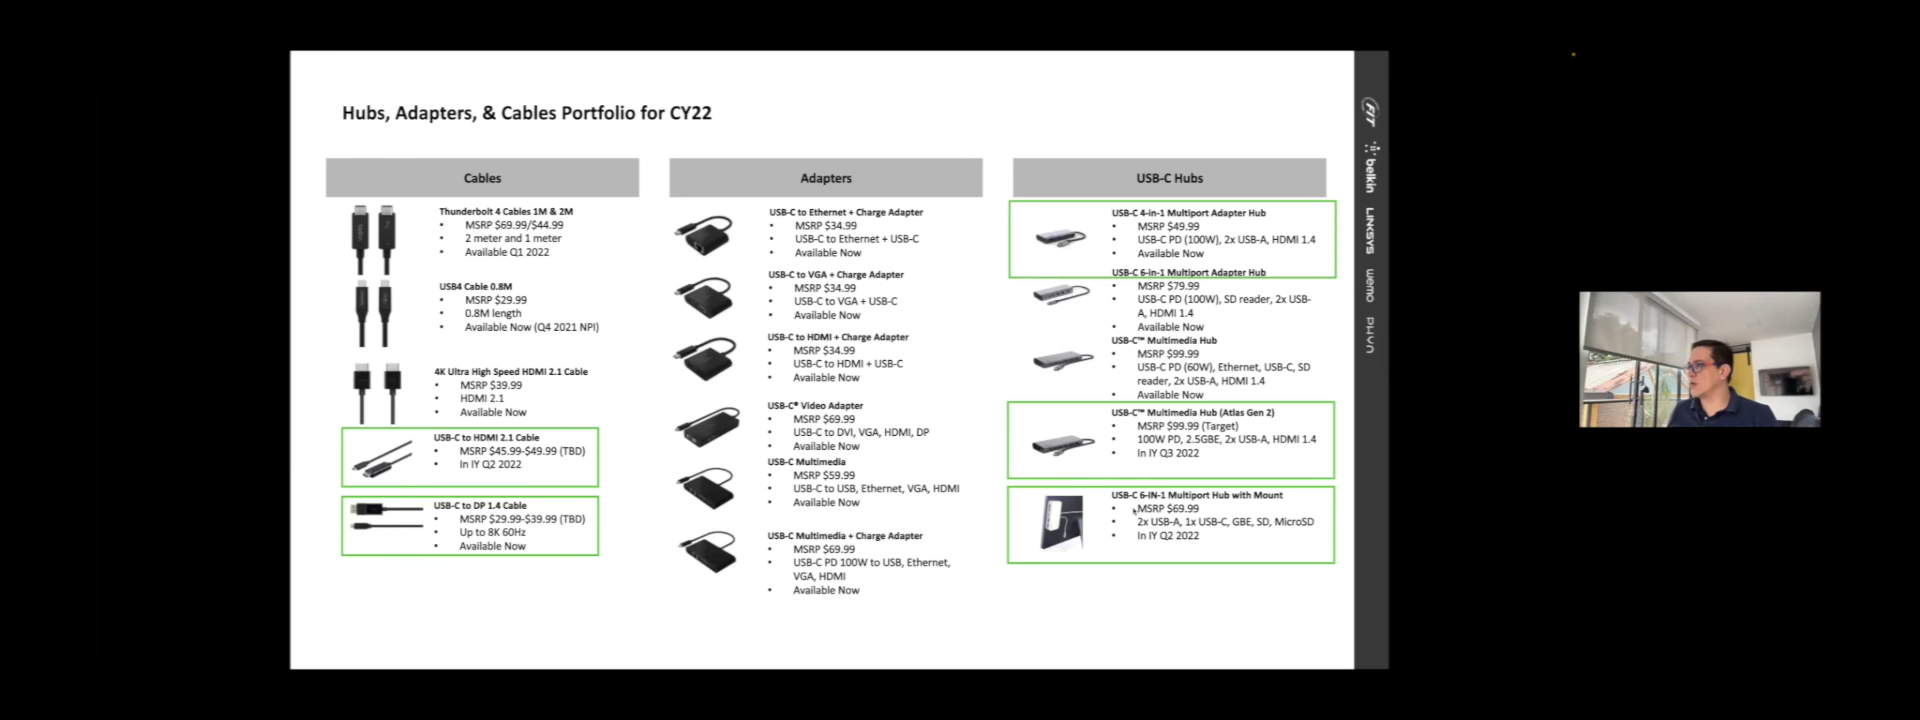 Hubs, Adapters, & Cables Portfolio for CY22
Cables
Thunderbolt 4 Cables 1M & 2M
• MSRP $69.99/$44.99
• 2 meter and 1 meter
• Available Q1 2022
USB4 Cable 0.8M
• MSRP $29.99
• 0.8M length
• Available Now (Q4 2021 NPI)
4K Ultra High Speed HDMI 2.1 Cable
• MSRP $39.99
• HDMI 2.1
• Available Now
USB-C to HDMI 2.1 Cable
• MSRP $45.99-$49.99 (TBD)
• In IY Q2 2022
USB-C to DP 1.4 Cable
• MSRP $29.99-$39.99 (TBD)
• Up to 8K 60Hz
• Available Now
Adapters
USB-C to Ethernet + Charge Adapter
• MSRP $34.99
• USB-C to Ethernet + USB-C
• Available Now
USB-C to VGA + Charge Adapter
• MSRP $34.99
• USB-C to VGA + USB-C
• Available Now
USB-C to HDMI + Charge Adapter
• MSRP $34.99
• USB-C to HDMI + USB-C
• Available Now
USB-C® Video Adapter
• MSRP $69.99
• USB-C to DVI, VGA, HDMI, DP
• Available Now
USB-C Multimedia
• MSRP $59.99
• USB-C to USB, Ethernet, VGA, HDMI
• Available Now
USB-C Multimedia + Charge Adapter
• MSRP $69.99
• USB-C PD 100W to USB, Ethernet,
VGA, HDMI
• Available Now
USB-C Hubs
USB-C 4-in-1 Multiport Adapter Hub
• MSRP $49.99
• USB-C PD (100W), 2x USB-A, HDMI 1.4
• Available Now
USB-C 6-in-1 Multiport Adapter Hub
• MSRP $79.99
• USB-C PD (100W), SD reader, 2x USB-
A, HDMI 1.4
• Available Now
USB-C™ Multimedia Hub
• MSRP $99.99
• USB-C PD (60W), Ethernet, USB-C, SD
reader, 2x USB-A, HDMI 1.4
• Available Now
USB-C™ Multimedia Hub (Atlas Gen 2)
• MSRP $99.99 (Target)
• 100W PD, 2.5GBE, 2x USB-A, HDMI 1.4
• In IY Q3 2022
USB-C 6-IN-1 Multiport Hub with Mount
• MSRP $69.99
• 2x USB-A, 1x USB-C, GBE, SD, MicroSD
• In IY Q2 2022
FIT
belkin
LINKSYS
wemo
PHYN